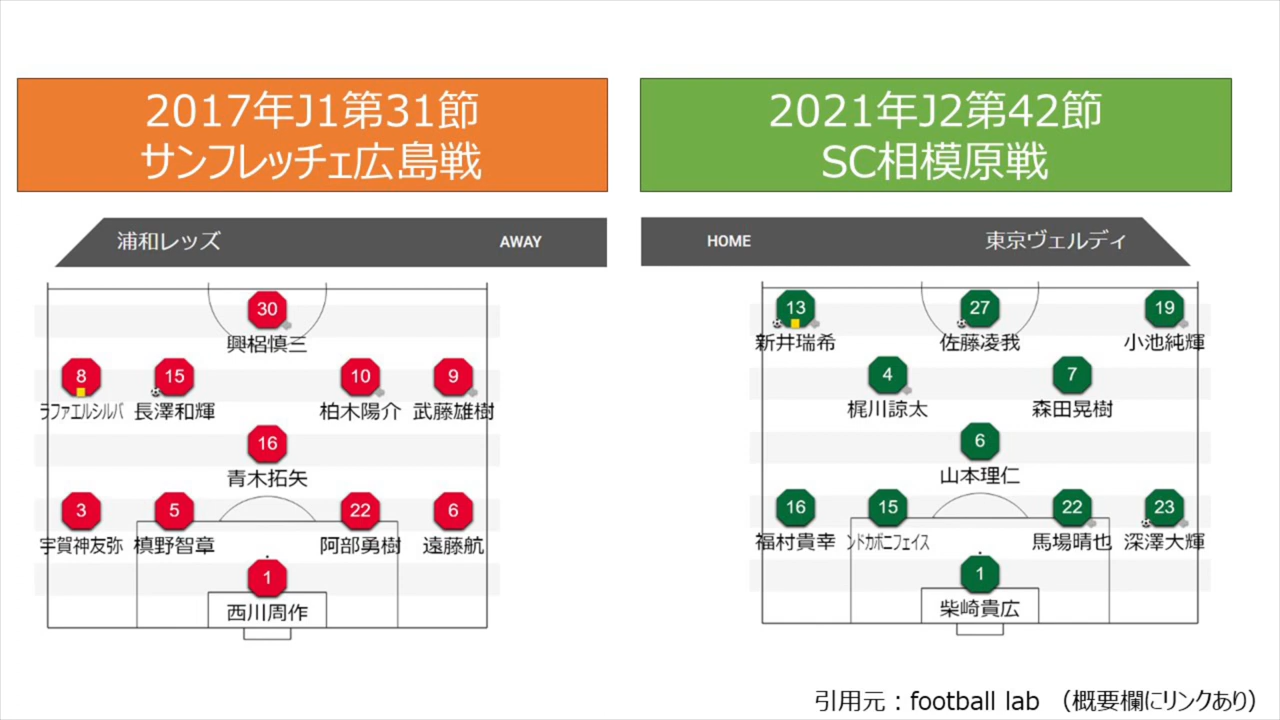 2017年J1第31節
サンフレッチェ広島戦
浦和レッズ AWAY
30
興梠慎三
8 15 10 9
ラファエルシルバ 長澤和輝 柏木陽介 武藤雄樹
16
青木拓矢
3 5 22 6
宇賀神友弥 槙野智章 阿部勇樹 遠藤航
1
西川周作
2021年J2第42節
SC相模原戦
HOME 東京ヴェルディ
13 27 19
新井瑞希 佐藤凌我 小池純輝
4 7
梶川諒太 森田晃樹
6
山本理仁
16 15 22 23
福村貴幸 ンドカボニフェイス 馬場晴也 深澤大輝
1
柴崎貴広
引用元：football lab （概要欄にリンクあり）